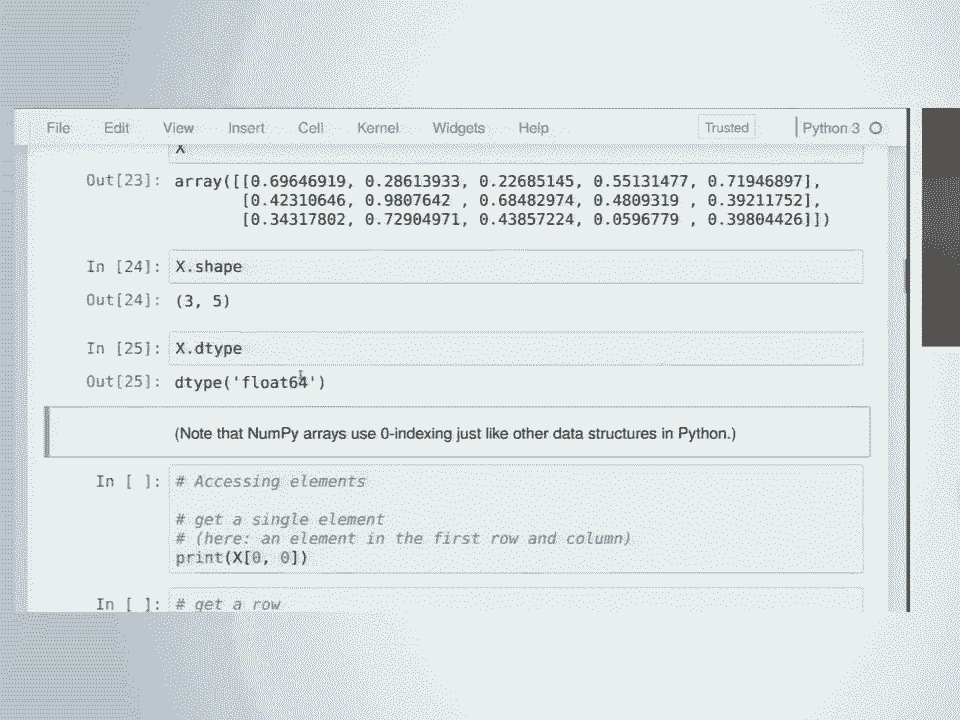 File Edit View Insert Cell Kernel Widgets Help Trusted Python 3
X
Out[23]: array([[0.69646919, 0.28613933, 0.22685145, 0.55131477, 0.71946897],
[0.42310646, 0.9807642 , 0.68482974, 0.4809319 , 0.39211752],
[0.34317802, 0.72904971, 0.43857224, 0.0596779 , 0.39804426]])
In [24]: X.shape
Out[24]: (3, 5)
In [25]: X.dtype
Out[25]: dtype('float64')
(Note that NumPy arrays use 0-indexing just like other data structures in Python.)
In [ ]: # Accessing elements
# get a single element
# (here: an element in the first row and column)
print(X[0, 0])
In [ ]: # get a row